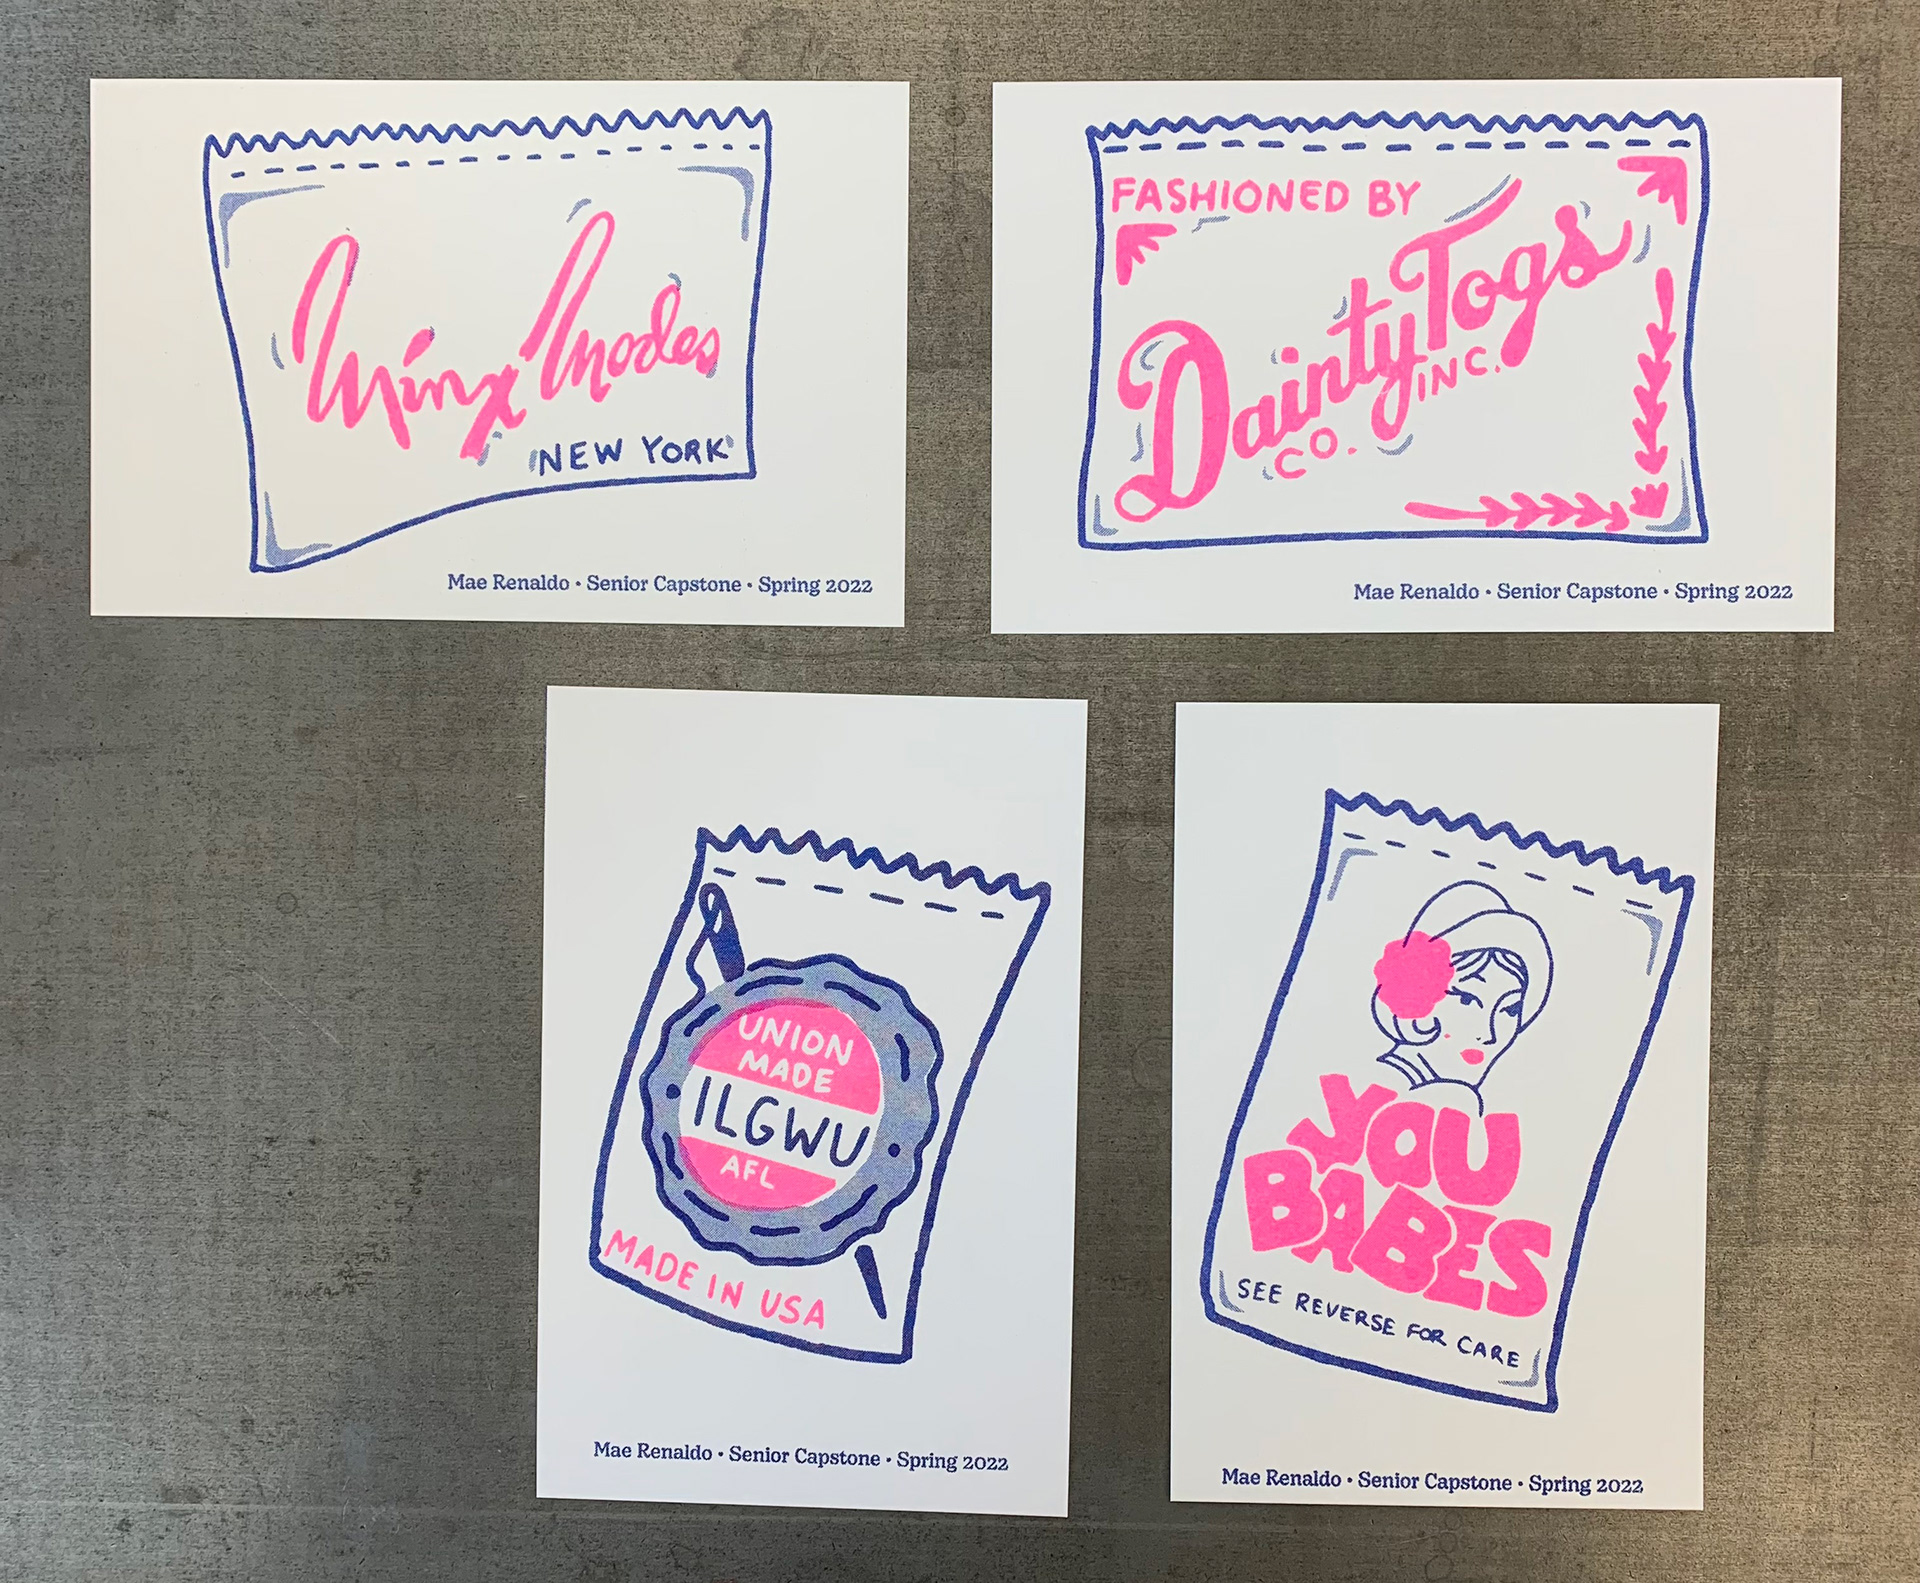 Minx Modes
NEW YORK
Mae Renaldo • Senior Capstone • Spring 2022
FASHIONED BY
Dainty Togs
CO. INC.
Mae Renaldo • Senior Capstone • Spring 2022
UNION
MADE
ILGWU
AFL
MADE IN USA
Mae Renaldo • Senior Capstone • Spring 2022
YOU
BABES
SEE REVERSE FOR CARE
Mae Renaldo • Senior Capstone • Spring 2022